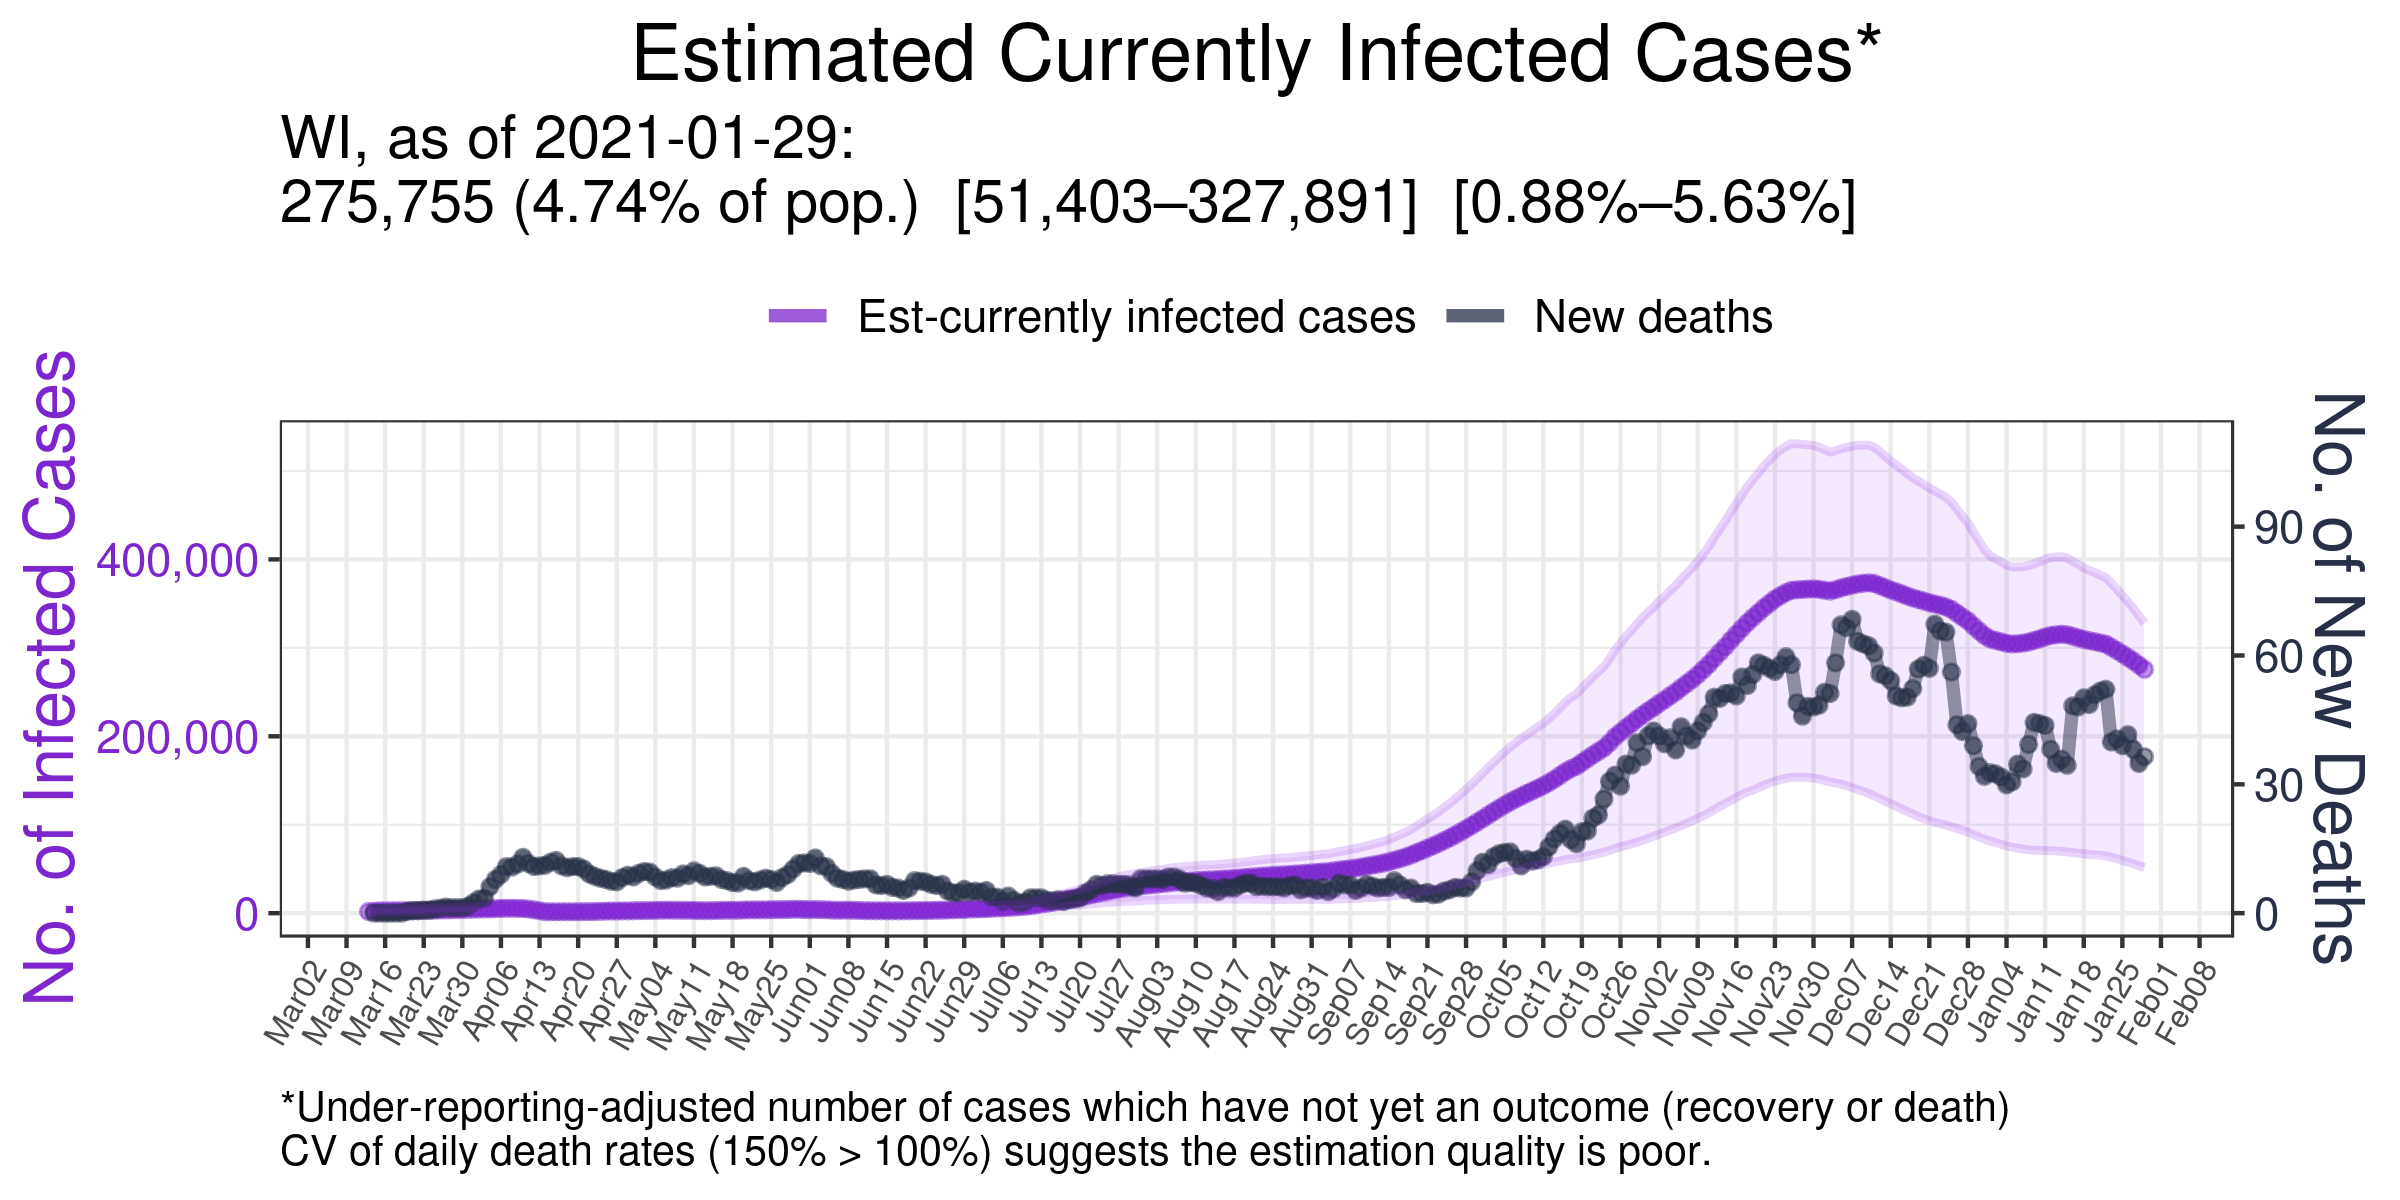 Estimated Currently Infected Cases*
WI, as of 2021-01-29:
275,755 (4.74% of pop.)  [51,403–327,891]  [0.88%–5.63%]
Est-currently infected cases
New deaths
No. of Infected Cases
400,000
200,000
0
No. of New Deaths
90
60
30
0
Mar02
Mar09
Mar16
Mar23
Mar30
Apr06
Apr13
Apr20
Apr27
May04
May11
May18
May25
Jun01
Jun08
Jun15
Jun22
Jun29
Jul06
Jul13
Jul20
Jul27
Aug03
Aug10
Aug17
Aug24
Aug31
Sep07
Sep14
Sep21
Sep28
Oct05
Oct12
Oct19
Oct26
Nov02
Nov09
Nov16
Nov23
Nov30
Dec07
Dec14
Dec21
Dec28
Jan04
Jan11
Jan18
Jan25
Feb01
Feb08
*Under-reporting-adjusted number of cases which have not yet an outcome (recovery or death)
CV of daily death rates (150% > 100%) suggests the estimation quality is poor.